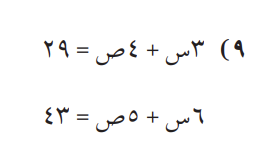 ٩) ٣س + ٤ص = ٢٩
٦س + ٥ص = ٤٣